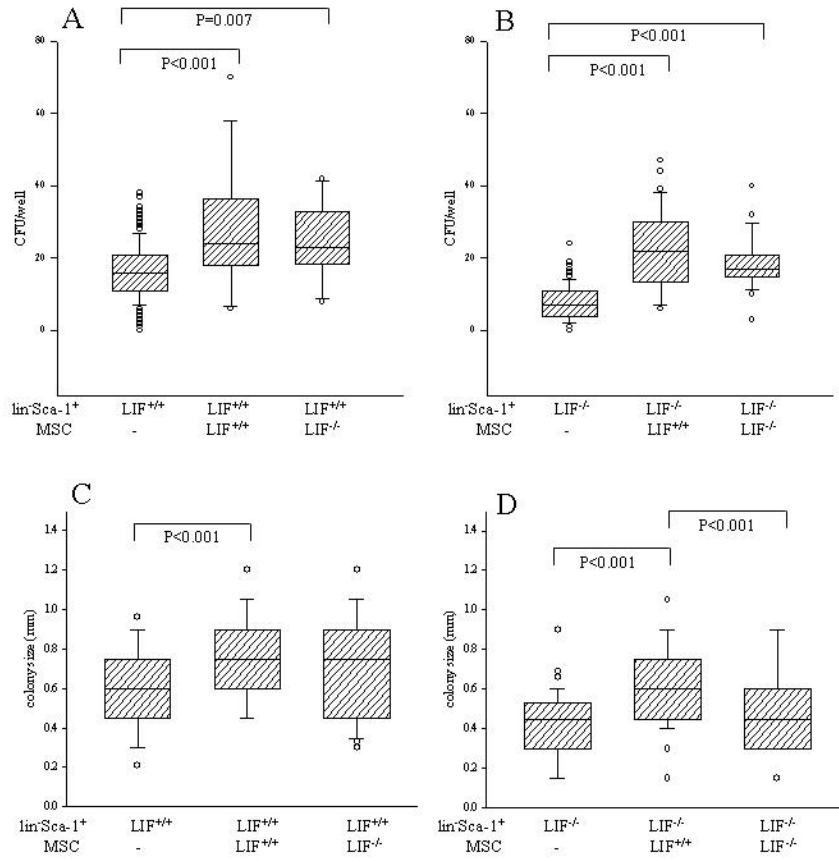 A
P=0.007
P<0.001
80
60
40
20
0
CFU/well
lin⁻Sca-1⁺ LIF⁺/⁺ LIF⁺/⁺ LIF⁺/⁺
MSC - LIF⁺/⁺ LIF⁻/⁻
B
P<0.001
P<0.001
80
60
40
20
0
CFU/well
LIF⁻/⁻ LIF⁻/⁻ LIF⁻/⁻
- LIF⁺/⁺ LIF⁻/⁻
C
P<0.001
1.4
1.2
1.0
0.8
0.6
0.4
0.2
0.0
colony size (mm)
lin⁻Sca-1⁺ LIF⁺/⁺ LIF⁺/⁺ LIF⁺/⁺
MSC - LIF⁺/⁺ LIF⁻/⁻
D
P<0.001
P<0.001
1.4
1.2
1.0
0.8
0.6
0.4
0.2
0.0
colony size (mm)
lin⁻Sca-1⁺ LIF⁻/⁻ LIF⁻/⁻ LIF⁻/⁻
MSC - LIF⁺/⁺ LIF⁻/⁻